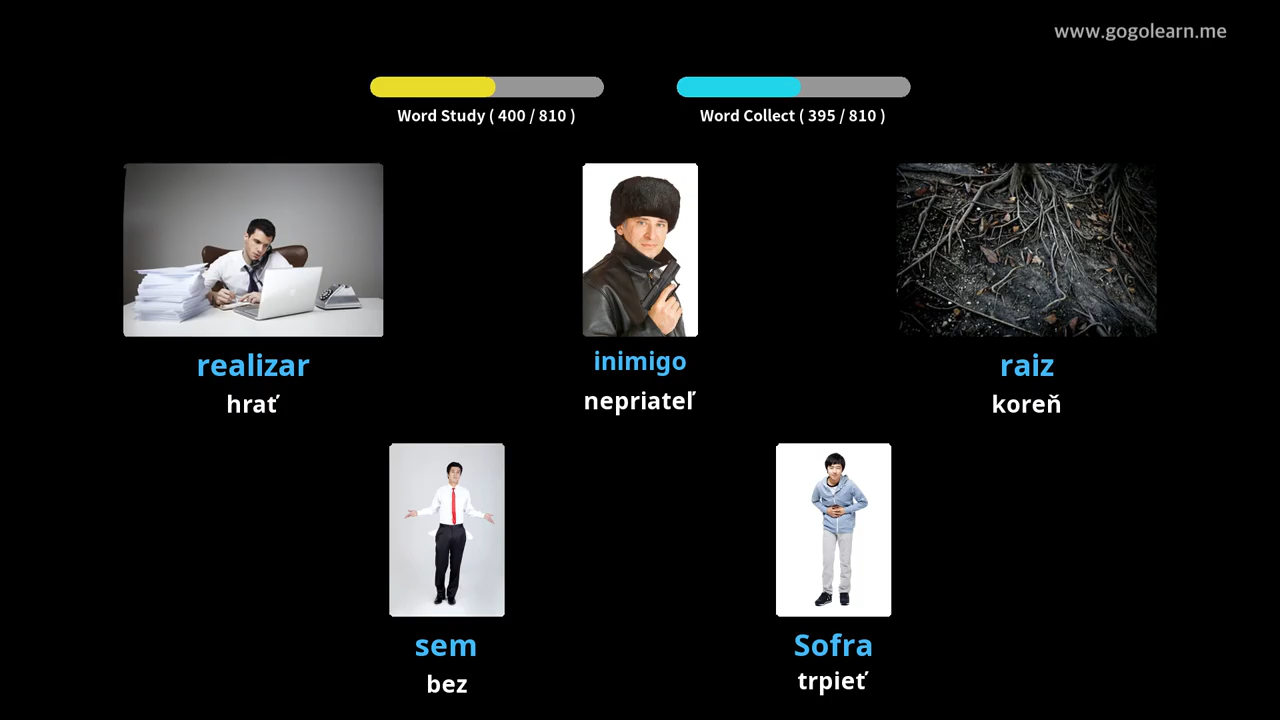 www.gogolearn.me
Word Study ( 400 / 810 )
Word Collect ( 395 / 810 )
realizar
hrať
inimigo
nepriateľ
raiz
koreň
sem
bez
Sofra
trpieť